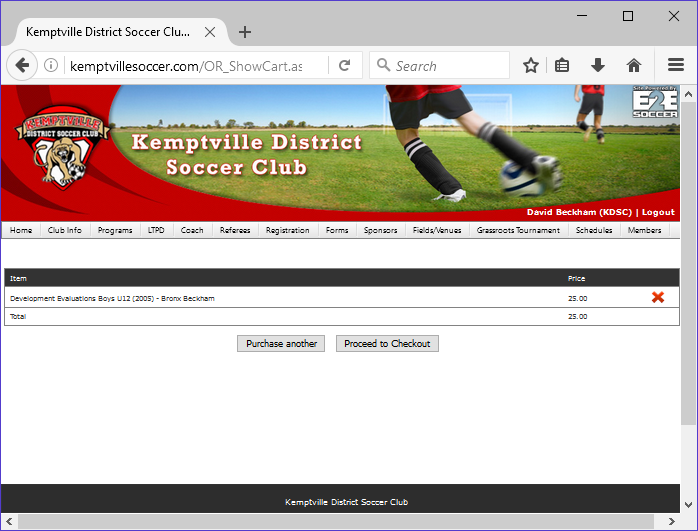 Kemptville District Soccer Clu...
kemptvillesoccer.com/OR_ShowCart.as
Search
Site Powered By
E2E
SOCCER
KEMPTVILLE
DISTRICT SOCCER CLUB
Kemptville District
Soccer Club
David Beckham (KDSC) | Logout
Home Club Info Programs LTPD Coach Referees Registration Forms Sponsors Fields/Venues Grassroots Tournament Schedules Members
Item Price
Development Evaluations Boys U12 (2005) - Bronx Beckham 25.00
Total 25.00
Purchase another Proceed to Checkout
Kemptville District Soccer Club